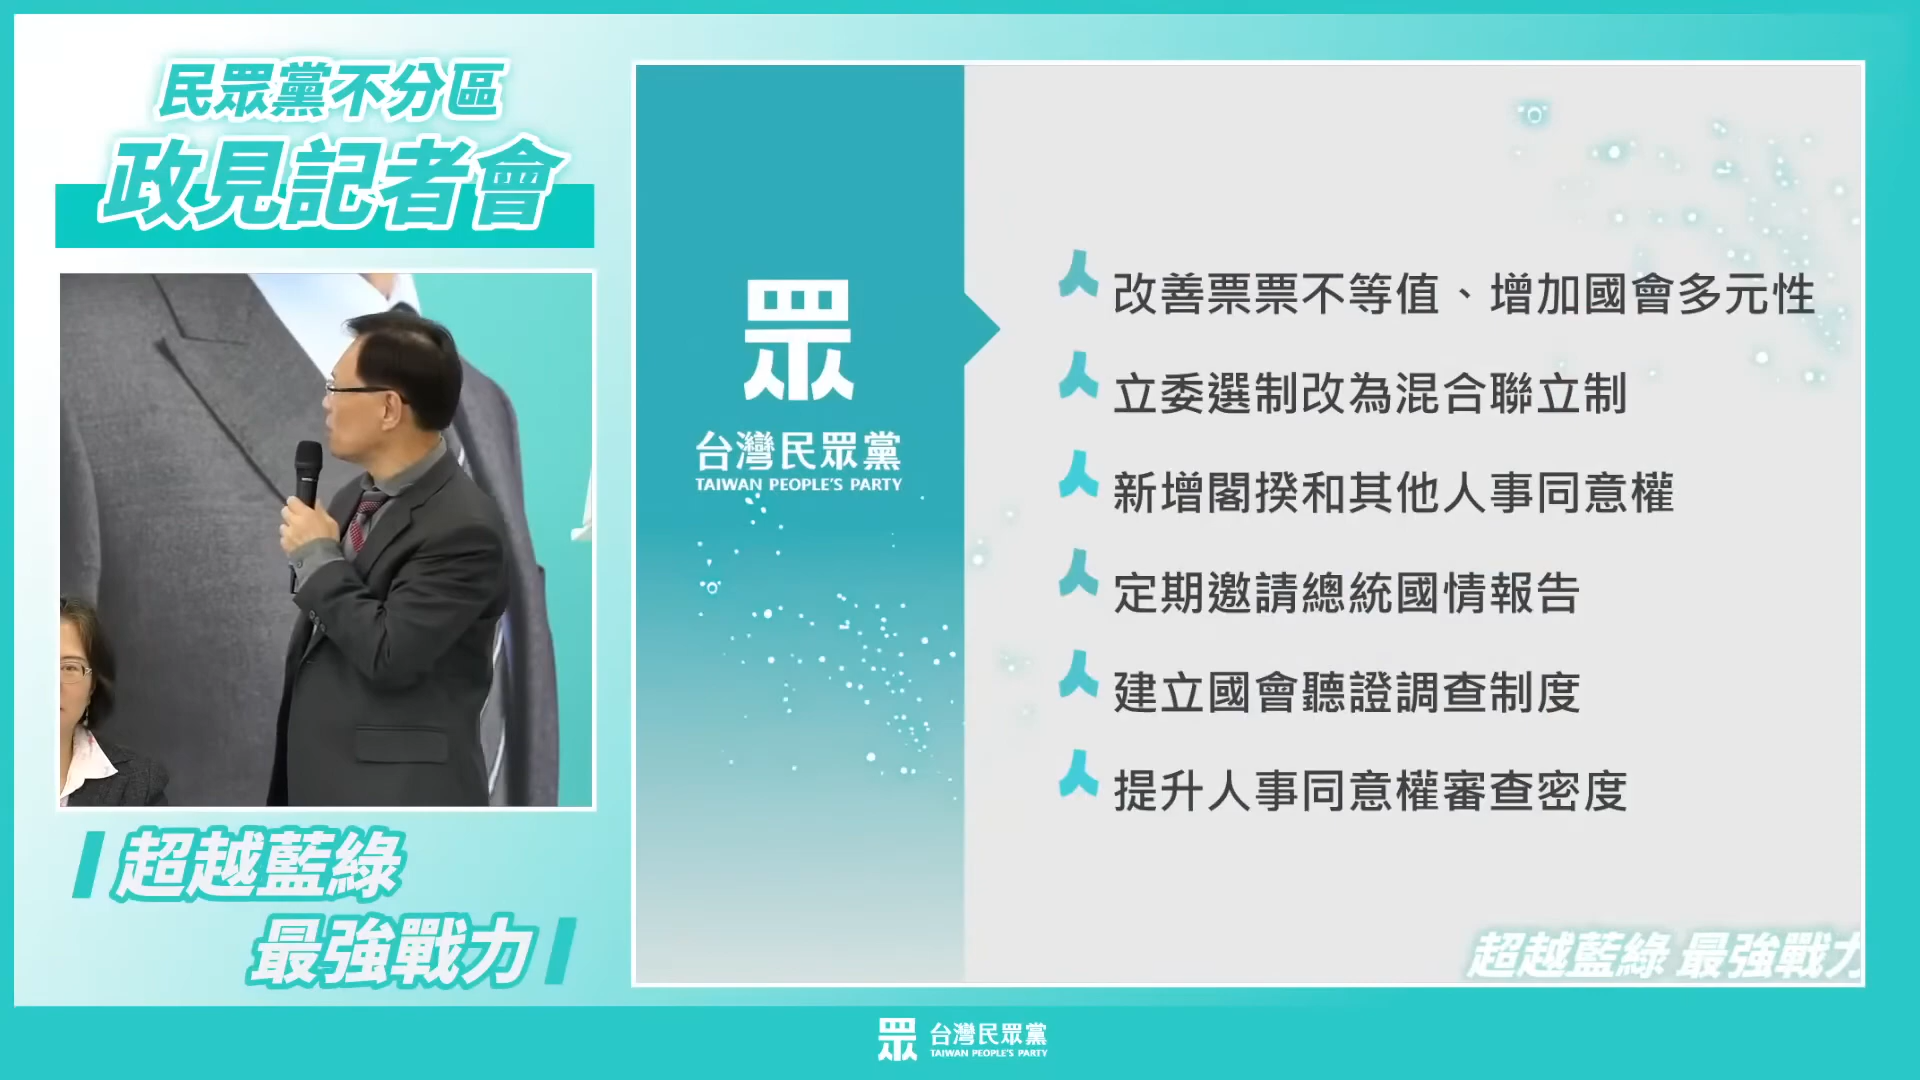 民眾黨不分區
政見記者會
超越藍綠
最強戰力
眾
台灣民眾黨
TAIWAN PEOPLE'S PARTY
改善票票不等值、增加國會多元性
立委選制改為混合聯立制
新增閣揆和其他人事同意權
定期邀請總統國情報告
建立國會聽證調查制度
提升人事同意權審查密度
超越藍綠 最強戰力
眾 台灣民眾黨
TAIWAN PEOPLE'S PARTY